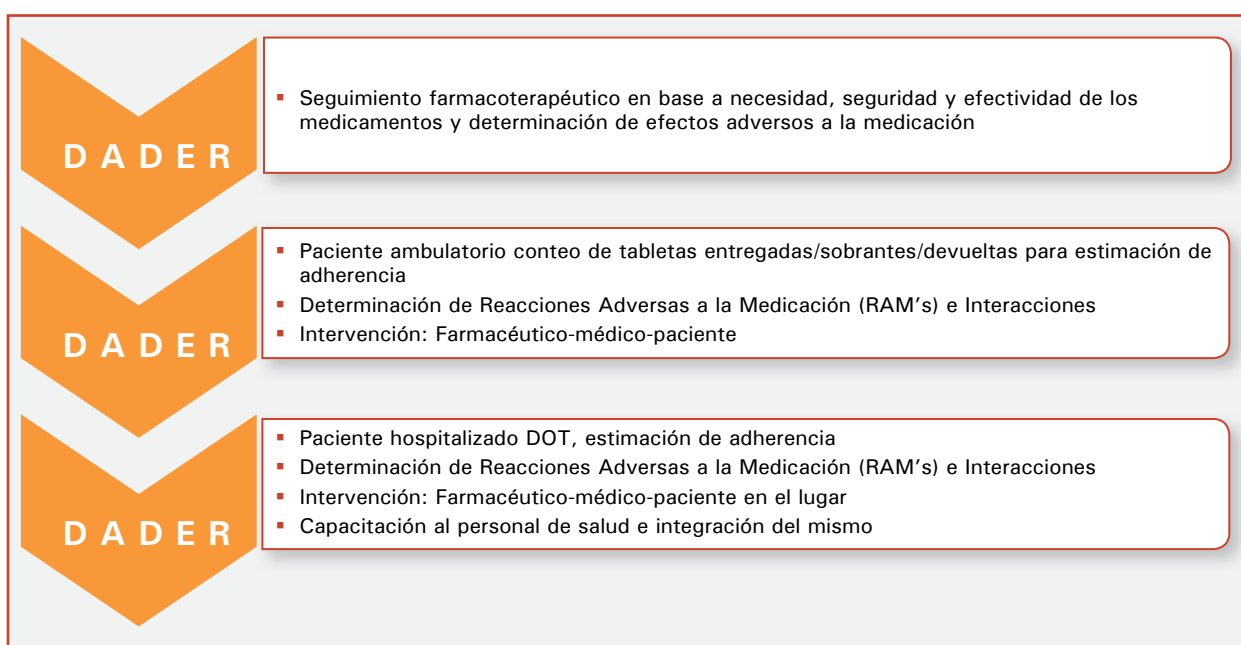 ▪ Seguimiento farmacoterapéutico en base a necesidad, seguridad y efectividad de los
medicamentos y determinación de efectos adversos a la medicación
DADER
▪ Paciente ambulatorio conteo de tabletas entregadas/sobrantes/devueltas para estimación de
adherencia
▪ Determinación de Reacciones Adversas a la Medicación (RAM's) e Interacciones
▪ Intervención: Farmacéutico-médico-paciente
DADER
▪ Paciente hospitalizado DOT, estimación de adherencia
▪ Determinación de Reacciones Adversas a la Medicación (RAM's) e Interacciones
▪ Intervención: Farmacéutico-médico-paciente en el lugar
▪ Capacitación al personal de salud e integración del mismo
DADER